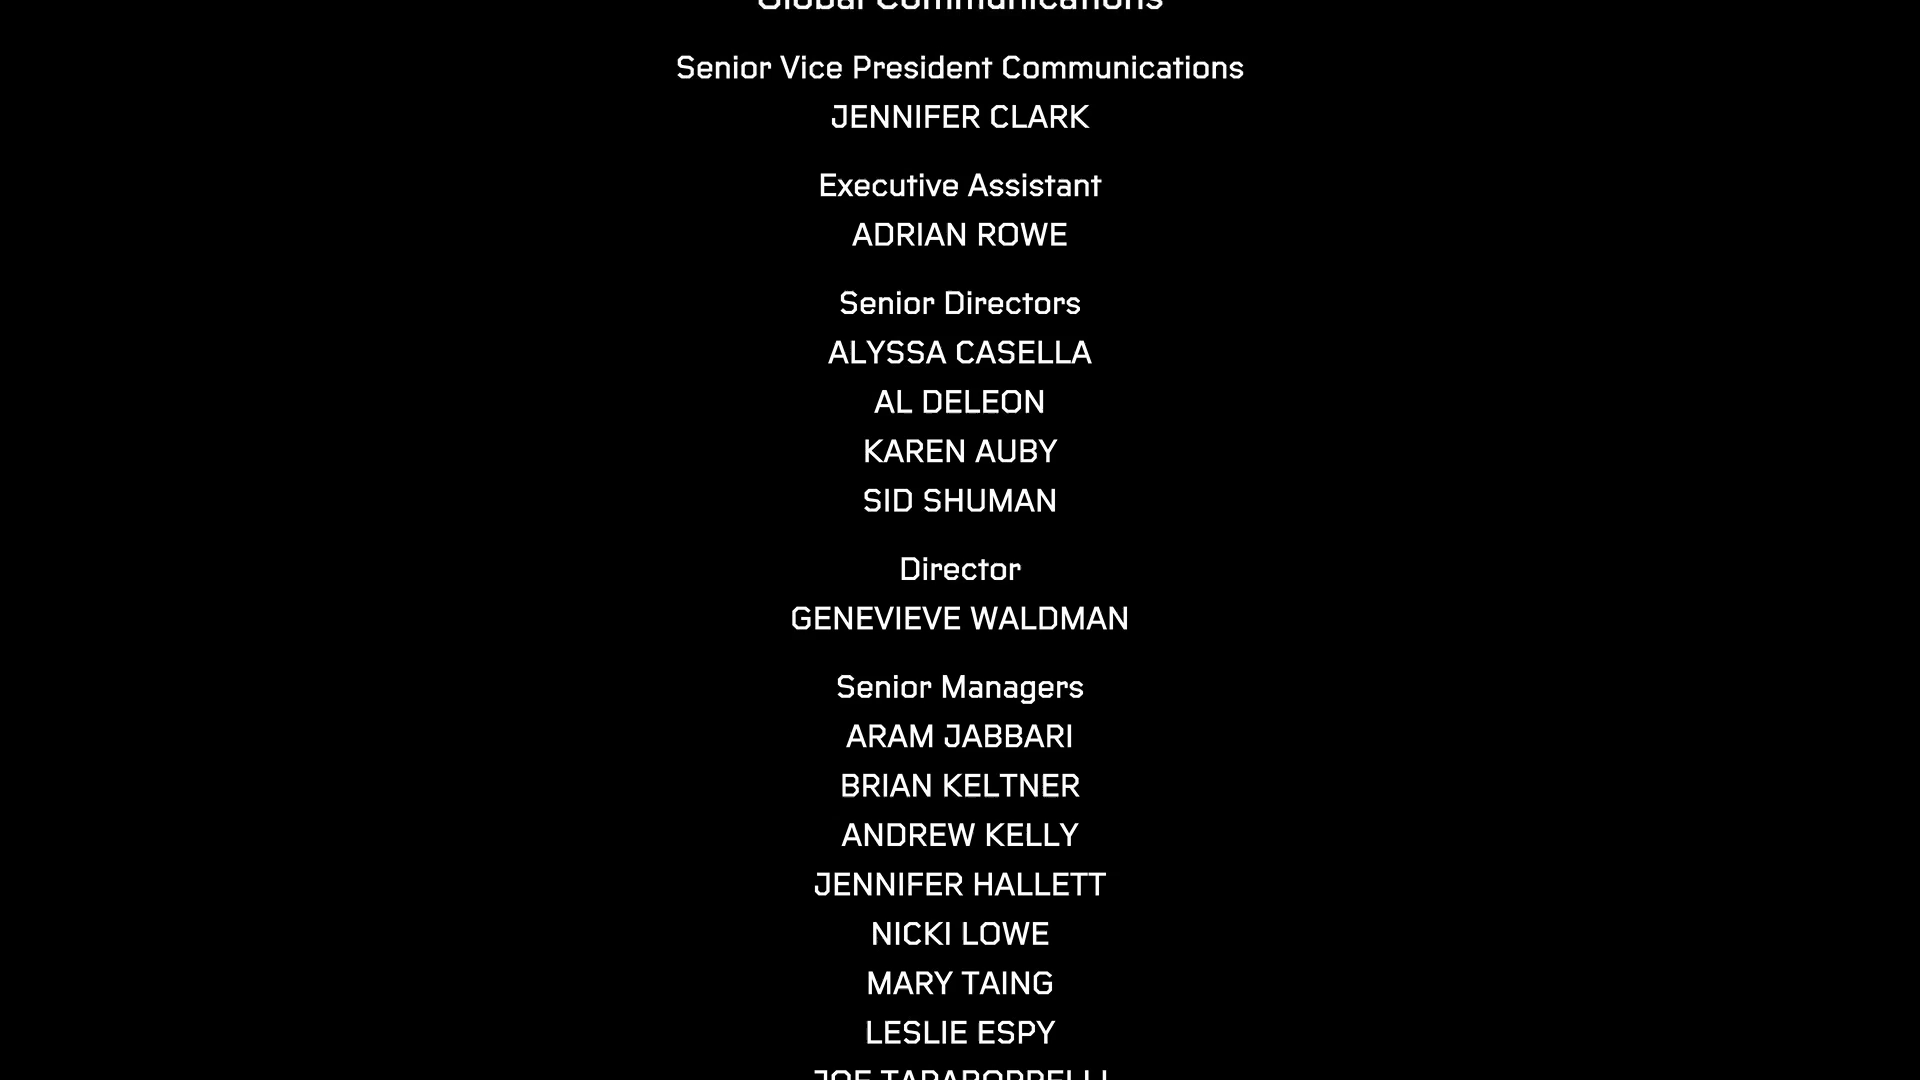 Global Communications
Senior Vice President Communications
JENNIFER CLARK
Executive Assistant
ADRIAN ROWE
Senior Directors
ALYSSA CASELLA
AL DELEON
KAREN AUBY
SID SHUMAN
Director
GENEVIEVE WALDMAN
Senior Managers
ARAM JABBARI
BRIAN KELTNER
ANDREW KELLY
JENNIFER HALLETT
NICKI LOWE
MARY TAING
LESLIE ESPY
JOE